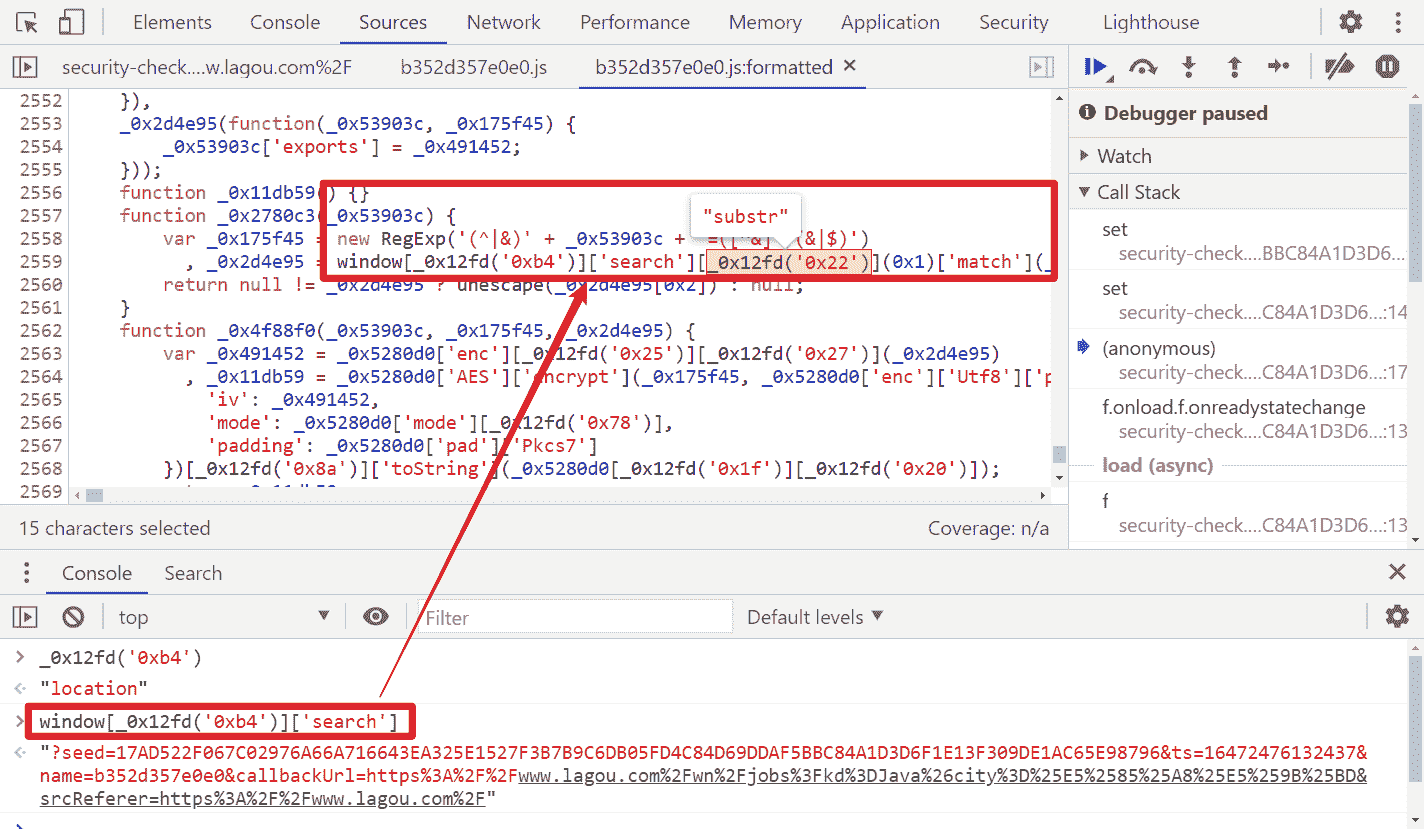 Elements Console Sources Network Performance Memory Application Security Lighthouse
security-check....w.lagou.com%2F b352d357e0e0.js b352d357e0e0.js:formatted ×
2552 }),
2553 _0x2d4e95(function(_0x53903c, _0x175f45) {
2554 _0x53903c['exports'] = _0x491452;
2555 }));
2556 function _0x11db59() {}
2557 function _0x2780c3(_0x53903c) {
"substr"
2558 var _0x175f45 = new RegExp('(^|&)' + _0x53903c +
2559 , _0x2d4e95 = window[_0x12fd('0xb4')]['search'][_0x12fd('0x22')](0x1)['match'](_
2560 return null != _0x2d4e95 ? unescape(_0x2d4e95[0x2]) : null;
2561 }
2562 function _0x4f88f0(_0x53903c, _0x175f45, _0x2d4e95) {
2563 var _0x491452 = _0x5280d0['enc'][_0x12fd('0x25')][_0x12fd('0x27')](_0x2d4e95)
2564 , _0x11db59 = _0x5280d0['AES']['encrypt'](_0x175f45, _0x5280d0['enc']['Utf8']['p
2565 'iv': _0x491452,
2566 'mode': _0x5280d0['mode'][_0x12fd('0x78')],
2567 'padding': _0x5280d0['pad']['Pkcs7']
2568 })[_0x12fd('0x8a')]['toString'](_0x5280d0[_0x12fd('0x1f')][_0x12fd('0x20')]);
2569
15 characters selected Coverage: n/a
Debugger paused
Watch
Call Stack
set
security-check....BBC84A1D3D6...:
set
security-check....C84A1D3D6...:14
(anonymous)
security-check....C84A1D3D6...:17
f.onload.f.onreadystatechange
security-check....C84A1D3D6...:13
load (async)
f
security-check....C84A1D3D6...:13
Console Search
top Filter Default levels
> _0x12fd('0xb4')
"location"
> window[_0x12fd('0xb4')]['search']
"?seed=17AD522F067C02976A66A716643EA325E1527F3B7B9C6DB05FD4C84D69DDAF5BBC84A1D3D6F1E13F309DE1AC65E98796&ts=16472476132437&
name=b352d357e0e0&callbackUrl=https%3A%2F%2Fwww.lagou.com%2Fwn%2Fjobs%3Fkd%3DJava%26city%3D%25E5%2585%25A8%25E5%259B%25BD&
srcReferer=https%3A%2F%2Fwww.lagou.com%2F"